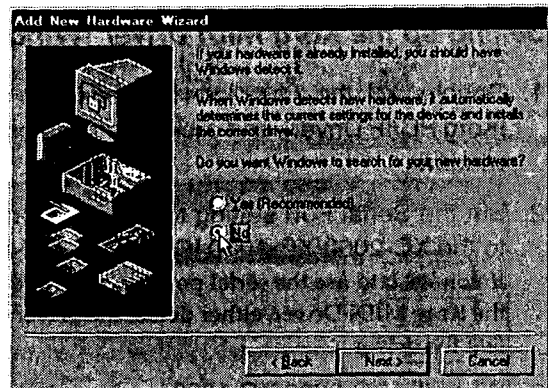 Add New Hardware Wizard
If your hardware is already installed, you should have
Windows detect it.
When Windows detects new hardware, it automatically
determines the current settings for the device and installs
the correct driver.
Do you want Windows to search for your new hardware?
Yes (Recommended)
No
< Back
Next >
Cancel